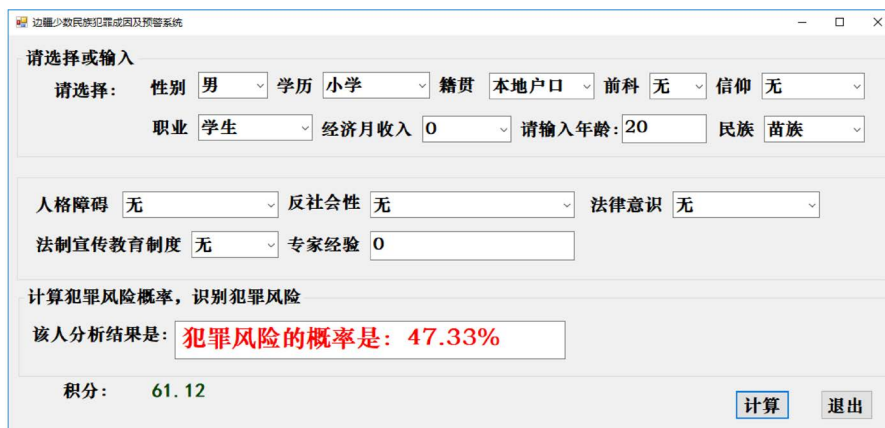 边疆少数民族犯罪成因及预警系统
请选择或输入
请选择： 性别 男 学历 小学 籍贯 本地户口 前科 无 信仰 无
职业 学生 经济月收入 0 请输入年龄：20 民族 苗族
人格障碍 无 反社会性 无 法律意识 无
法制宣传教育制度 无 专家经验 0
计算犯罪风险概率，识别犯罪风险
该人分析结果是： 犯罪风险的概率是： 47.33%
积分： 61.12
计算 退出